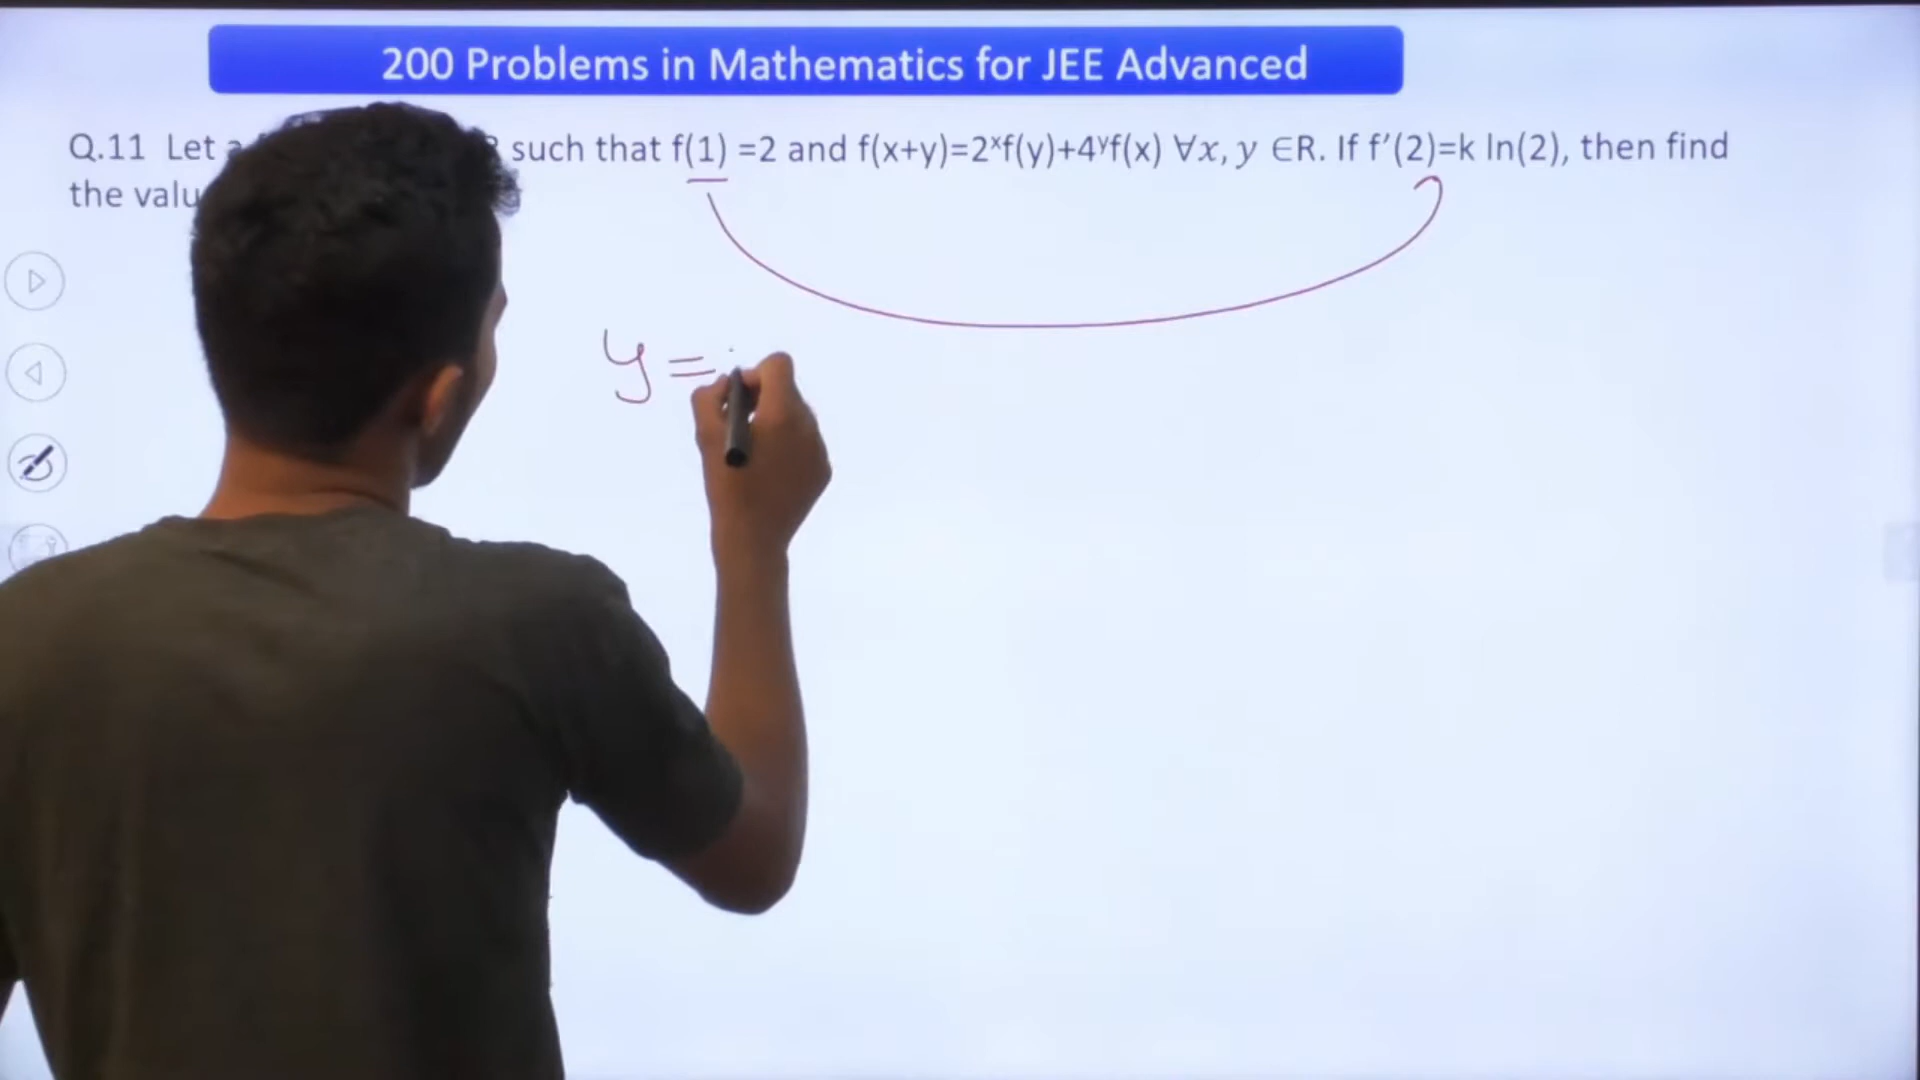 200 Problems in Mathematics for JEE Advanced
Q.11 Let such that f(1) =2 and f(x+y)=2ˣf(y)+4ʸf(x) ∀x, y ∈R. If f′(2)=k ln(2), then find
the
y =